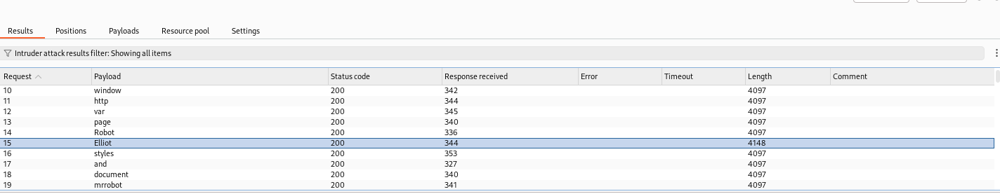 Results Positions Payloads Resource pool Settings
Intruder attack results filter: Showing all items
Request Payload Status code Response received Error Timeout Length Comment
10 window 200 342 4097
11 http 200 344 4097
12 var 200 345 4097
13 page 200 340 4097
14 Robot 200 336 4097
15 Elliot 200 344 4148
16 styles 200 353 4097
17 and 200 327 4097
18 document 200 340 4097
19 mrrobot 200 341 4097